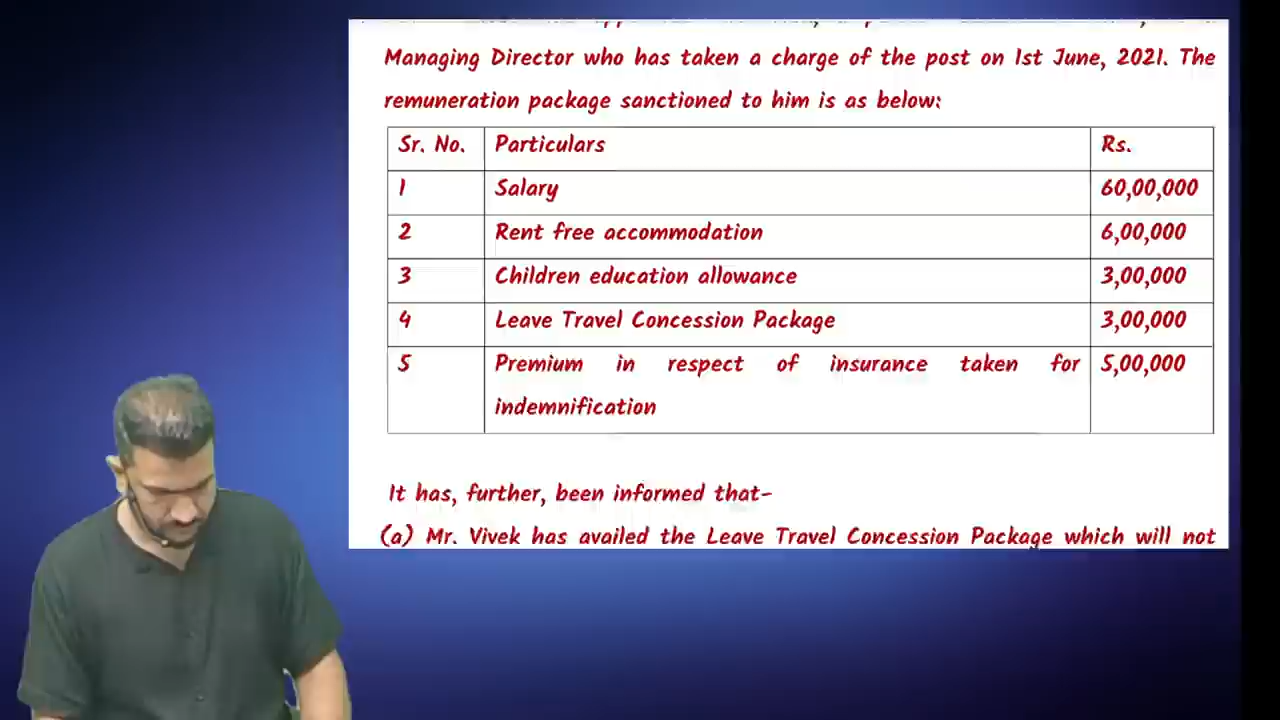 Managing Director who has taken a charge of the post on 1st June, 2021. The
remuneration package sanctioned to him is as below:
Sr. No. Particulars Rs.
1 Salary 60,00,000
2 Rent free accommodation 6,00,000
3 Children education allowance 3,00,000
4 Leave Travel Concession Package 3,00,000
5 Premium in respect of insurance taken for 5,00,000
indemnification
It has, further, been informed that-
(a) Mr. Vivek has availed the Leave Travel Concession Package which will not